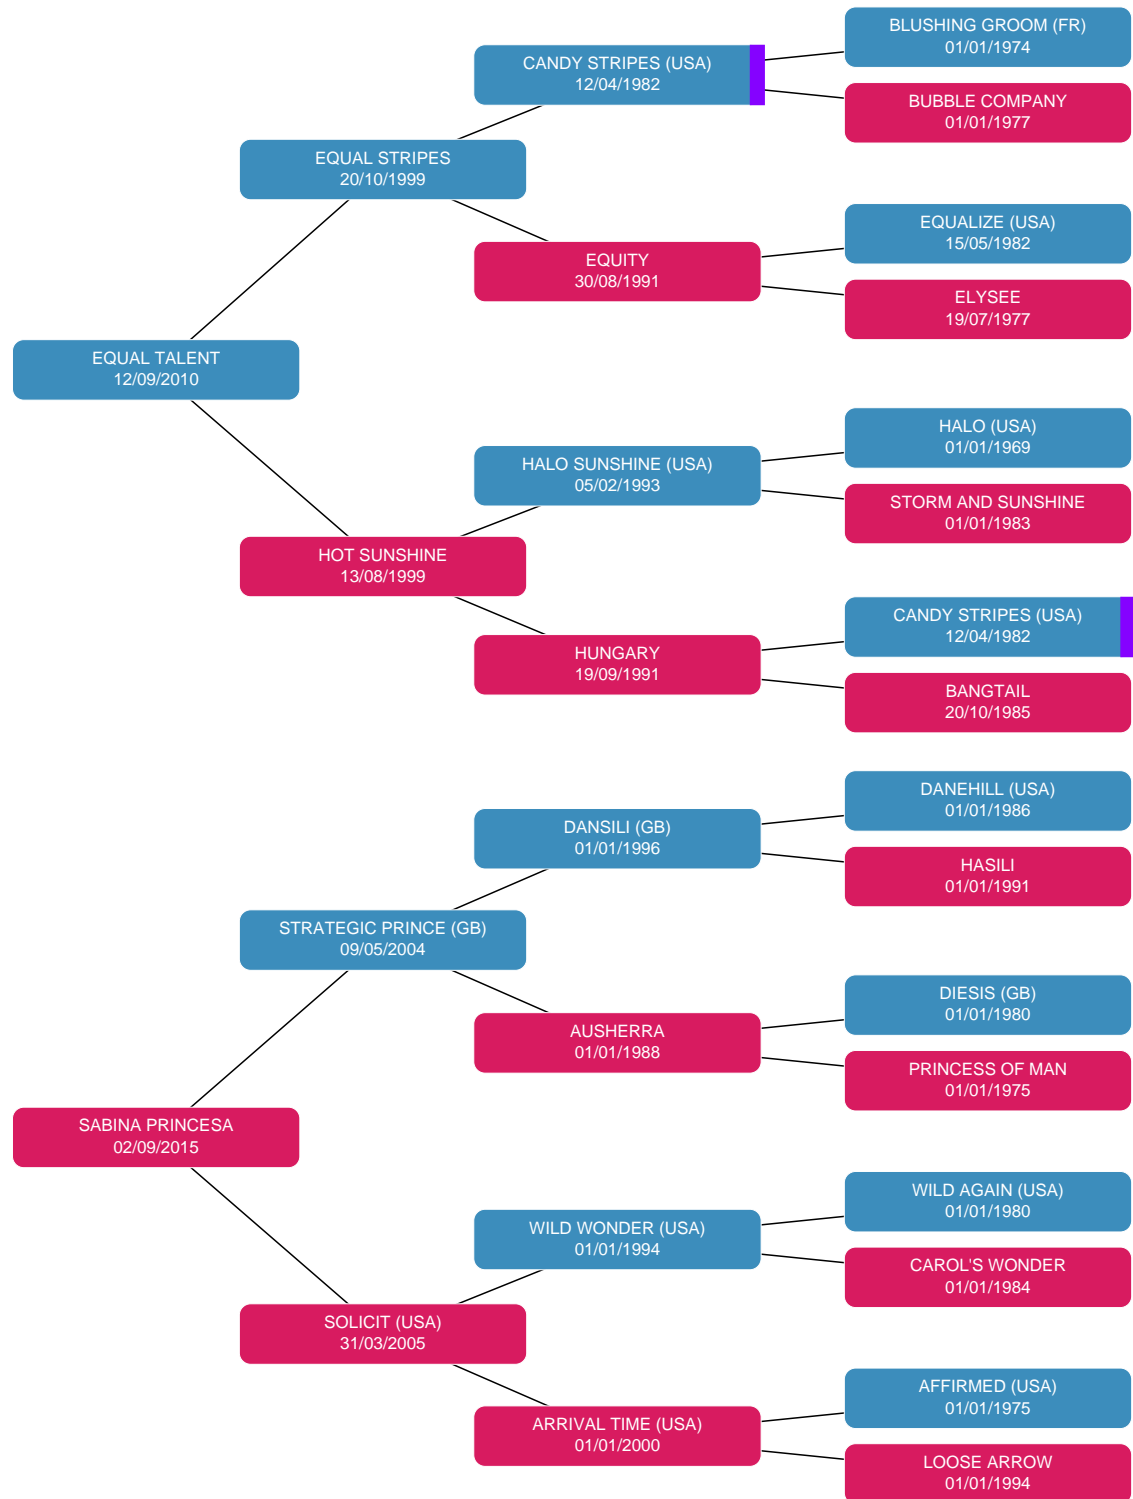 BLUSHING GROOM (FR)
01/01/1974
CANDY STRIPES (USA)
12/04/1982
BUBBLE COMPANY
01/01/1977
EQUAL STRIPES
20/10/1999
EQUALIZE (USA)
15/05/1982
EQUITY
30/08/1991
ELYSEE
19/07/1977
EQUAL TALENT
12/09/2010
HALO (USA)
01/01/1969
HALO SUNSHINE (USA)
05/02/1993
STORM AND SUNSHINE
01/01/1983
HOT SUNSHINE
13/08/1999
CANDY STRIPES (USA)
12/04/1982
HUNGARY
19/09/1991
BANGTAIL
20/10/1985
DANEHILL (USA)
01/01/1986
DANSILI (GB)
01/01/1996
HASILI
01/01/1991
STRATEGIC PRINCE (GB)
09/05/2004
DIESIS (GB)
01/01/1980
AUSHERRA
01/01/1988
PRINCESS OF MAN
01/01/1975
SABINA PRINCESA
02/09/2015
WILD AGAIN (USA)
01/01/1980
WILD WONDER (USA)
01/01/1994
CAROL'S WONDER
01/01/1984
SOLICIT (USA)
31/03/2005
AFFIRMED (USA)
01/01/1975
ARRIVAL TIME (USA)
01/01/2000
LOOSE ARROW
01/01/1994